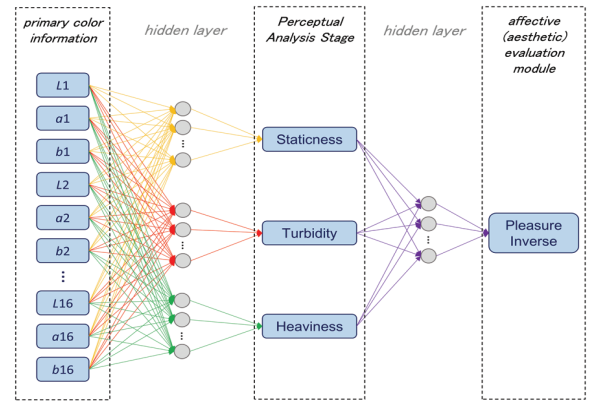 primary color
information
hidden layer
Perceptual
Analysis Stage
hidden layer
affective
(aesthetic)
evaluation
module
L1
a1
b1
L2
a2
b2
L16
a16
b16
Staticness
Turbidity
Heaviness
Pleasure
Inverse